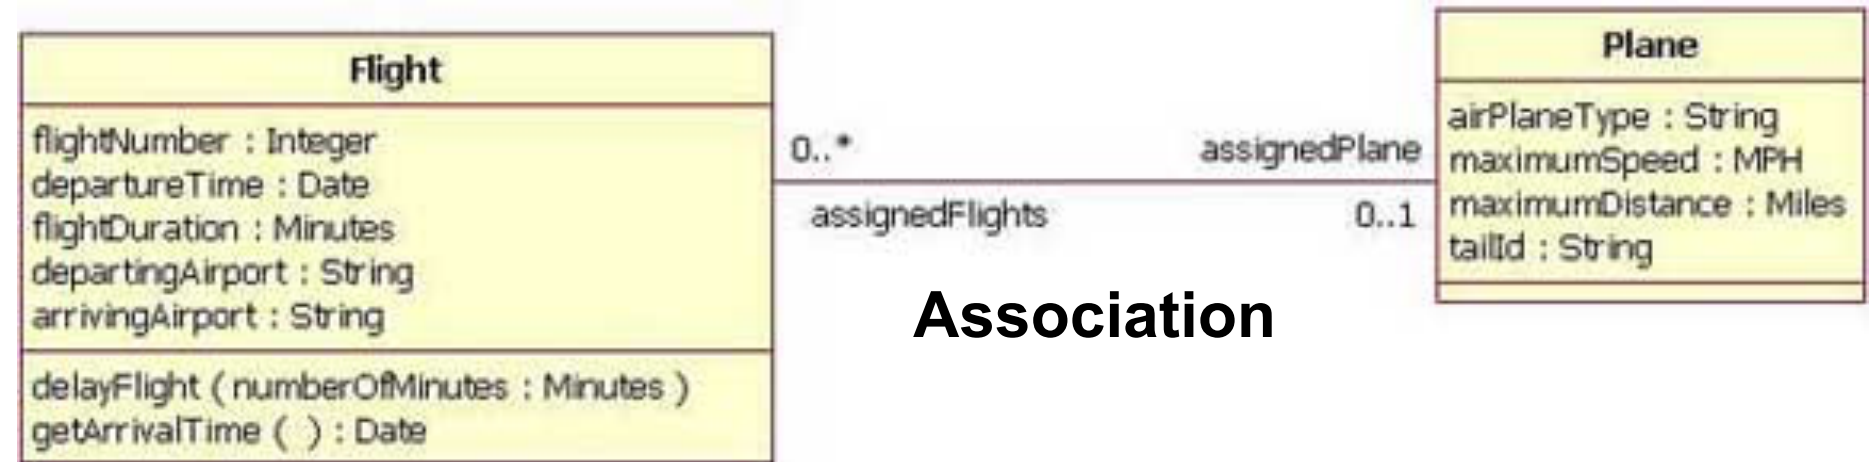 Flight
flightNumber : Integer
departureTime : Date
flightDuration : Minutes
departingAirport : String
arrivingAirport : String
delayFlight ( numberOfMinutes : Minutes )
getArrivalTime ( ) : Date
0..*
assignedPlane
assignedFlights
0..1
Association
Plane
airPlaneType : String
maximumSpeed : MPH
maximumDistance : Miles
tailId : String